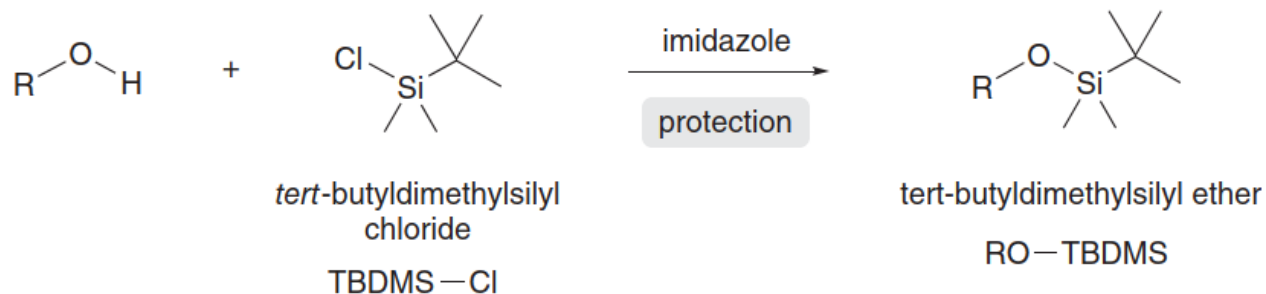 R O H + Cl Si imidazole R O Si
protection
tert-butyldimethylsilyl
chloride
TBDMS—Cl
tert-butyldimethylsilyl ether
RO—TBDMS